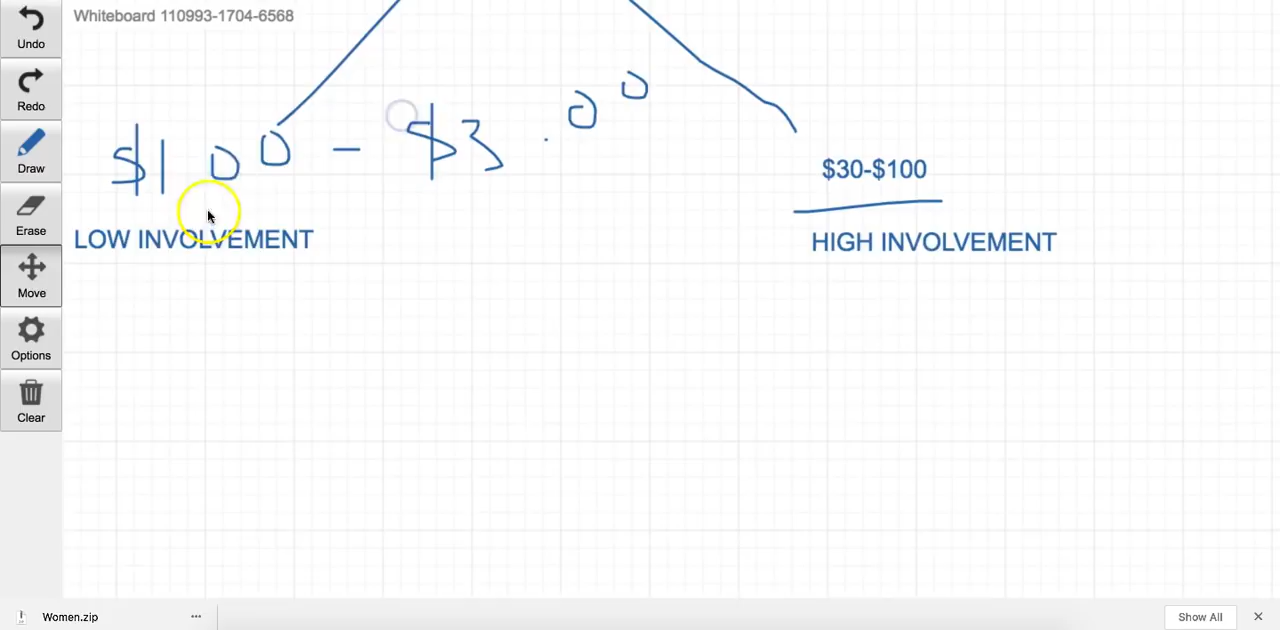 Whiteboard 110993-1704-6568
Undo
Redo
Draw
Erase
Move
Options
Clear
$1 00 - $3.00
$30-$100
LOW INVOLVEMENT
HIGH INVOLVEMENT
Women.zip
...
Show All